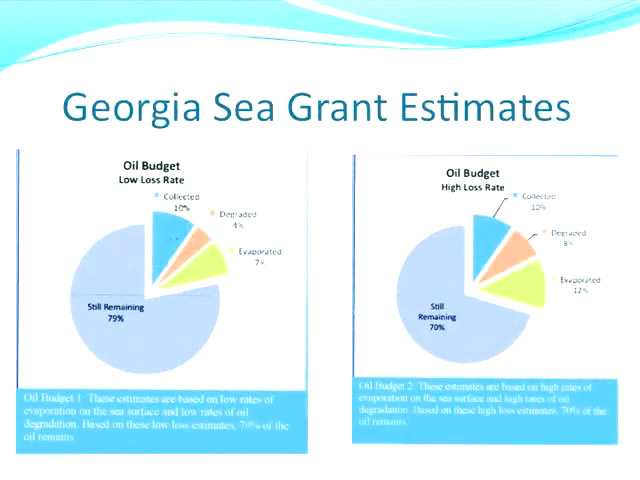 Georgia Sea Grant Estimates
Oil Budget
Low Loss Rate
Collected
10%
Degraded
4%
Evaporated
7%
Still Remaining
79%
Oil Budget 1: These estimates are based on low rates of
evaporation on the sea surface and low rates of oil
degradation. Based on these low loss estimates, 79% of the
oil remains.
Oil Budget
High Loss Rate
Collected
10%
Degraded
8%
Evaporated
12%
Still
Remaining
70%
Oil Budget 2: These estimates are based on high rates of
evaporation on the sea surface and high rates of oil
degradation. Based on these high loss estimates, 70% of the
oil remains.